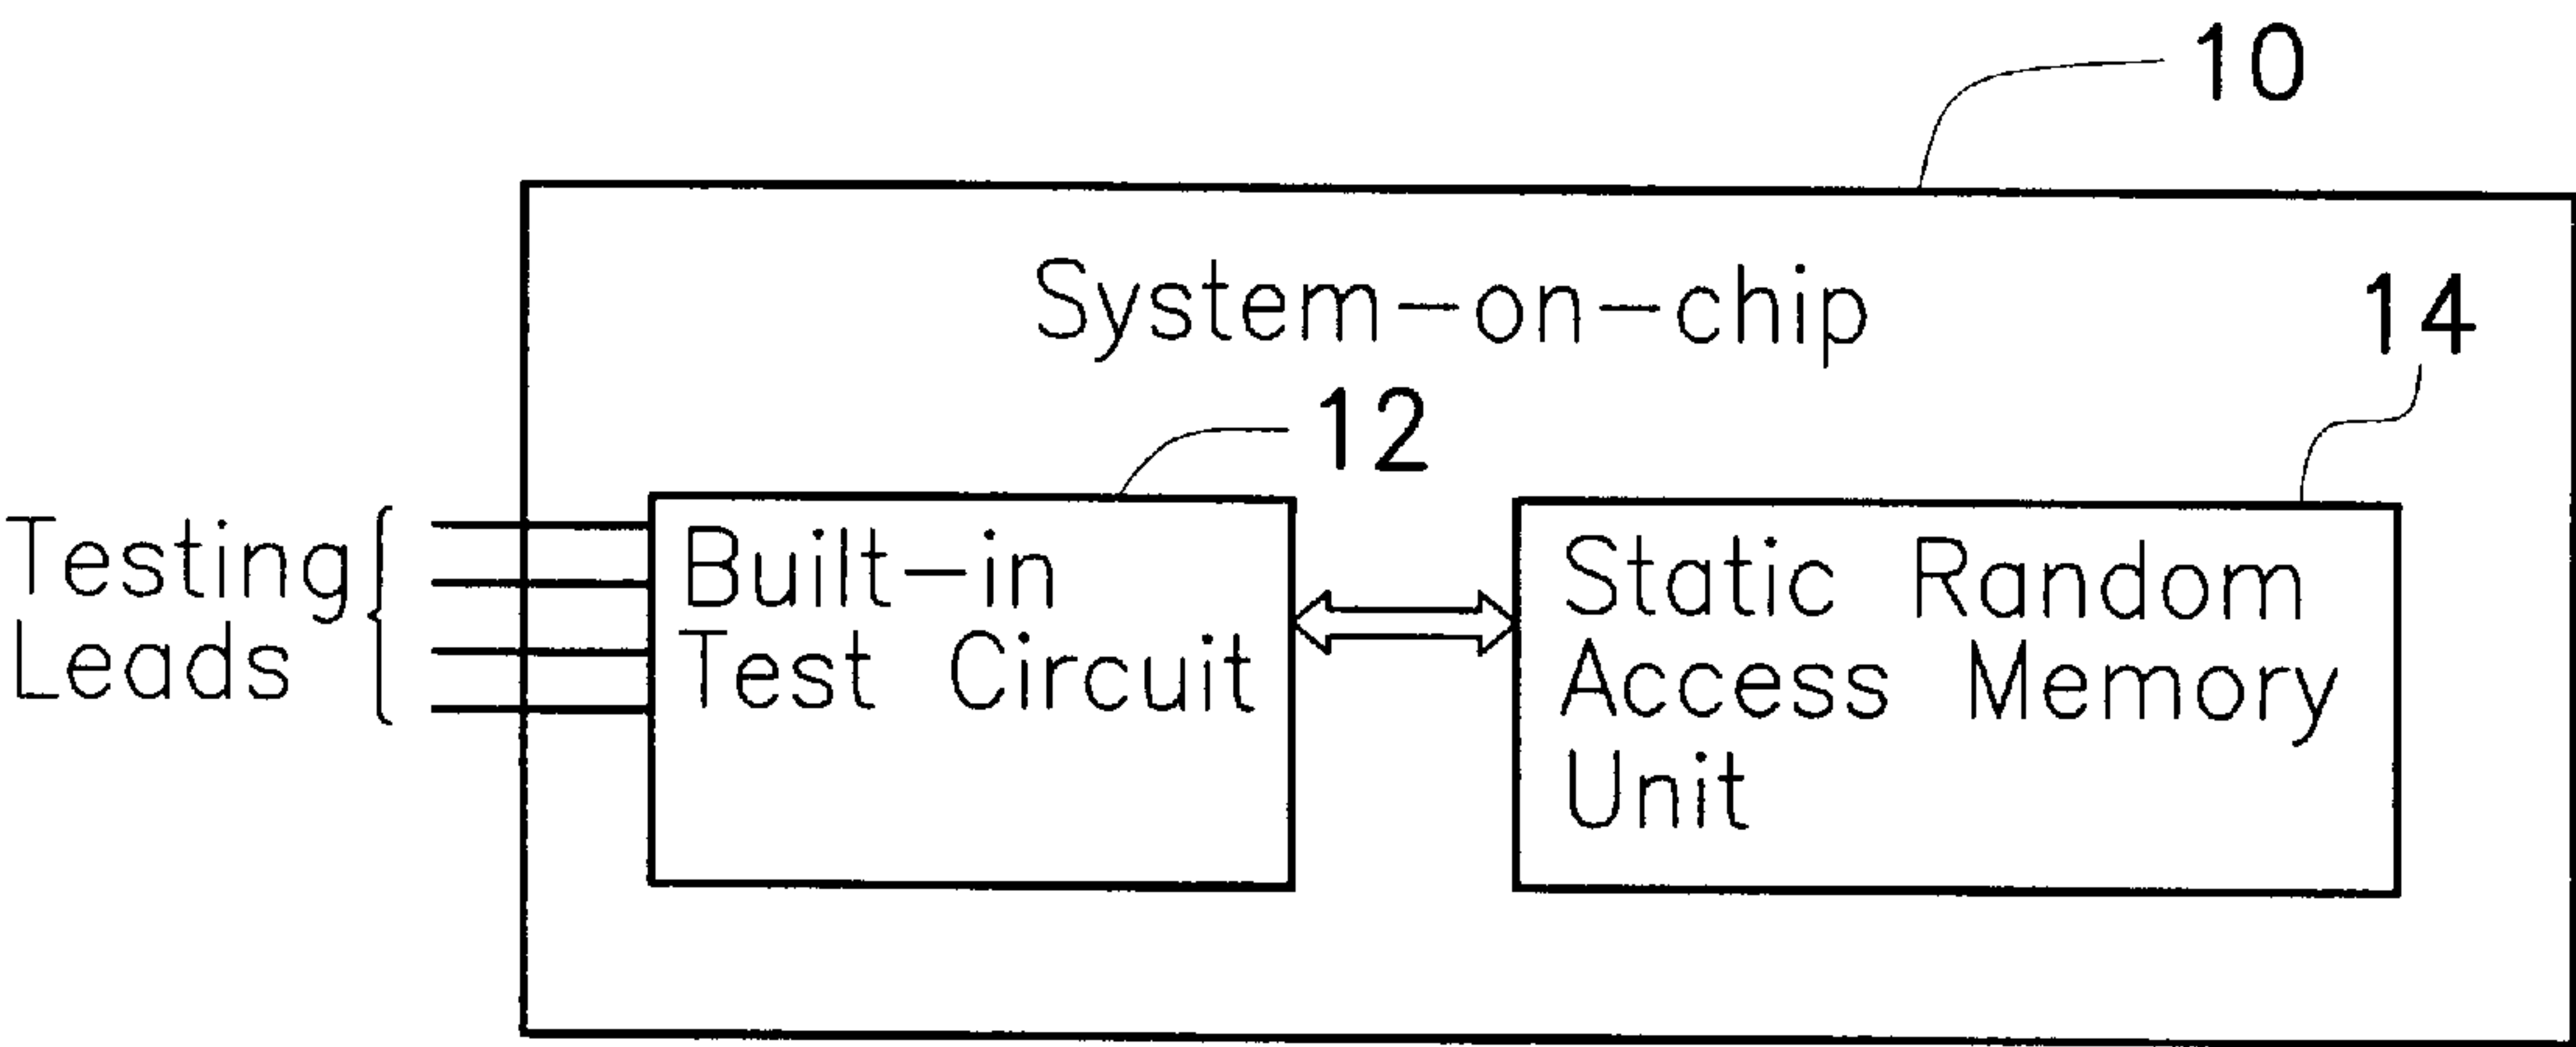 10
System-on-chip
14
12
Testing
Leads
Built-in
Test Circuit
Static Random
Access Memory
Unit